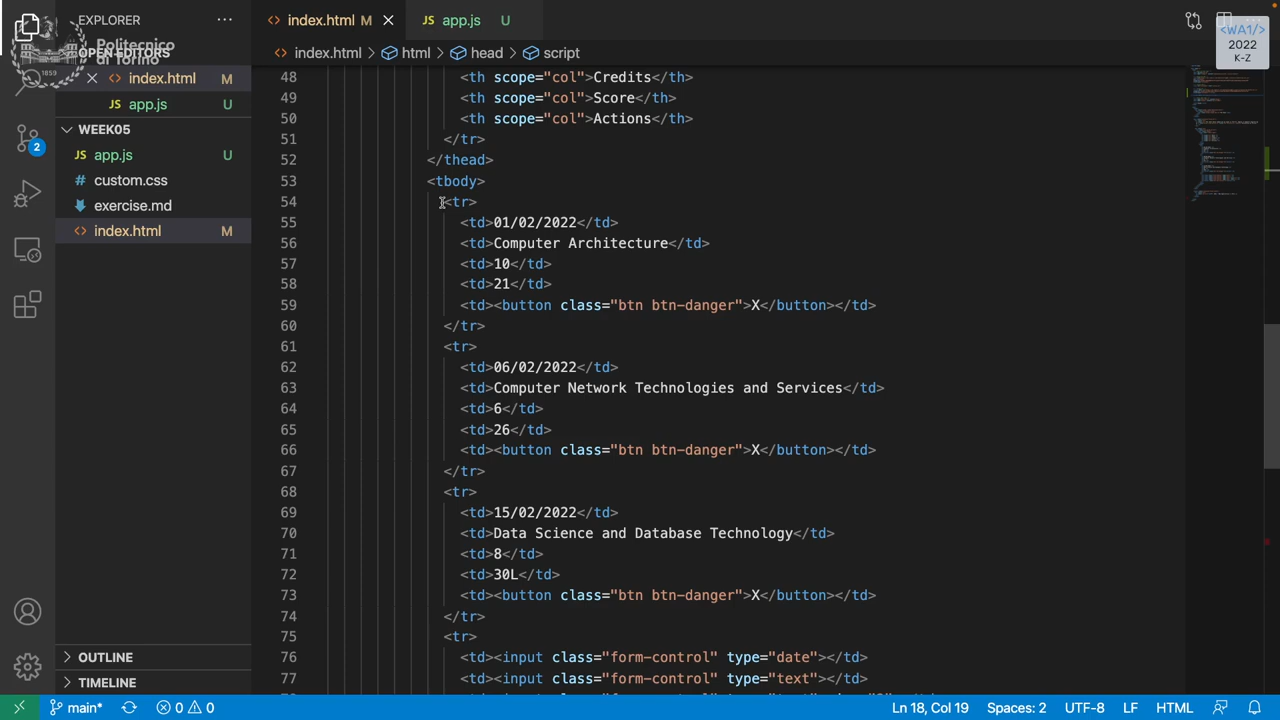 EXPLORER
index.html M
app.js U
Politecnico
di Torino
1859
OPEN EDITORS
<WA1/>
2022
K-Z
index.html > html > head > script
index.html M
app.js U
WEEK05
app.js U
custom.css
exercise.md
index.html M
2
48 <th scope="col">Credits</th>
49 <th scope="col">Score</th>
50 <th scope="col">Actions</th>
51 </tr>
52 </thead>
53 <tbody>
54 <tr>
55 <td>01/02/2022</td>
56 <td>Computer Architecture</td>
57 <td>10</td>
58 <td>21</td>
59 <td><button class="btn btn-danger">X</button></td>
60 </tr>
61 <tr>
62 <td>06/02/2022</td>
63 <td>Computer Network Technologies and Services</td>
64 <td>6</td>
65 <td>26</td>
66 <td><button class="btn btn-danger">X</button></td>
67 </tr>
68 <tr>
69 <td>15/02/2022</td>
70 <td>Data Science and Database Technology</td>
71 <td>8</td>
72 <td>30L</td>
73 <td><button class="btn btn-danger">X</button></td>
74 </tr>
75 <tr>
76 <td><input class="form-control" type="date"></td>
77 <td><input class="form-control" type="text"></td>
OUTLINE
TIMELINE
main* 0 0 Ln 18, Col 19 Spaces: 2 UTF-8 LF HTML